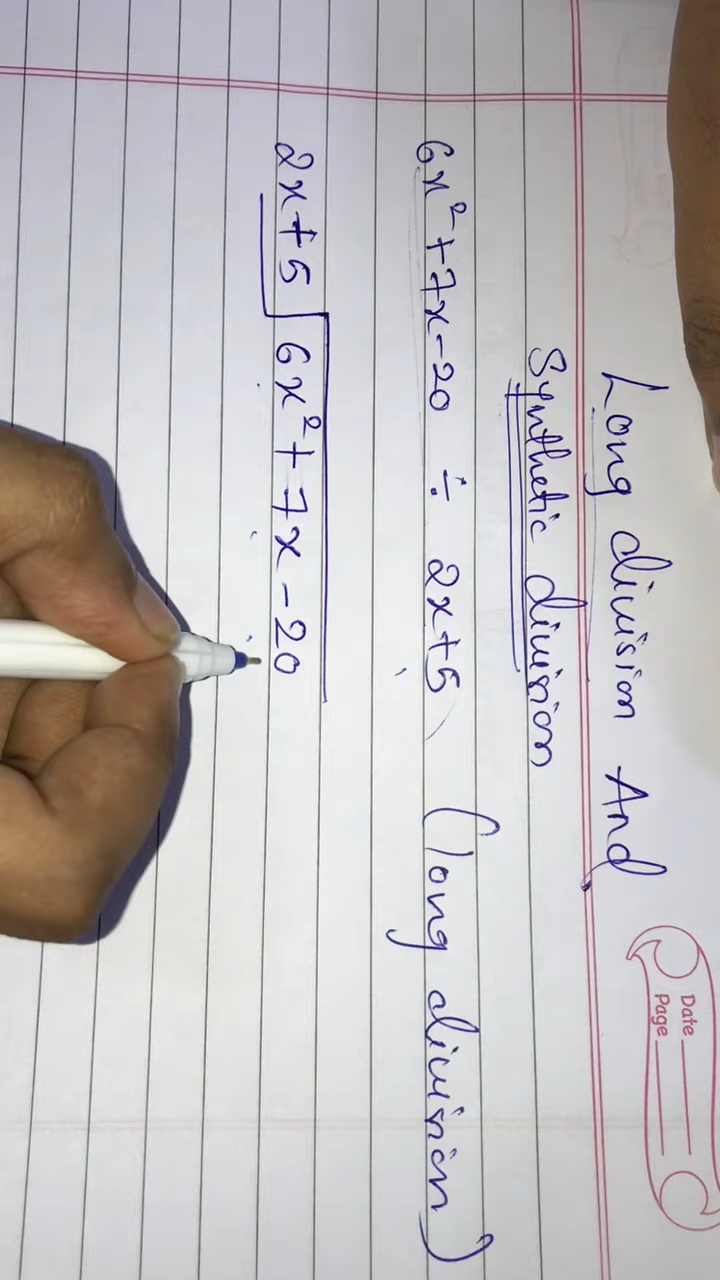 Date
Page
Long division And
Synthetic division
6x²+7x-20 ÷ 2x+5 (long division)
2x+5 6x²+7x-20